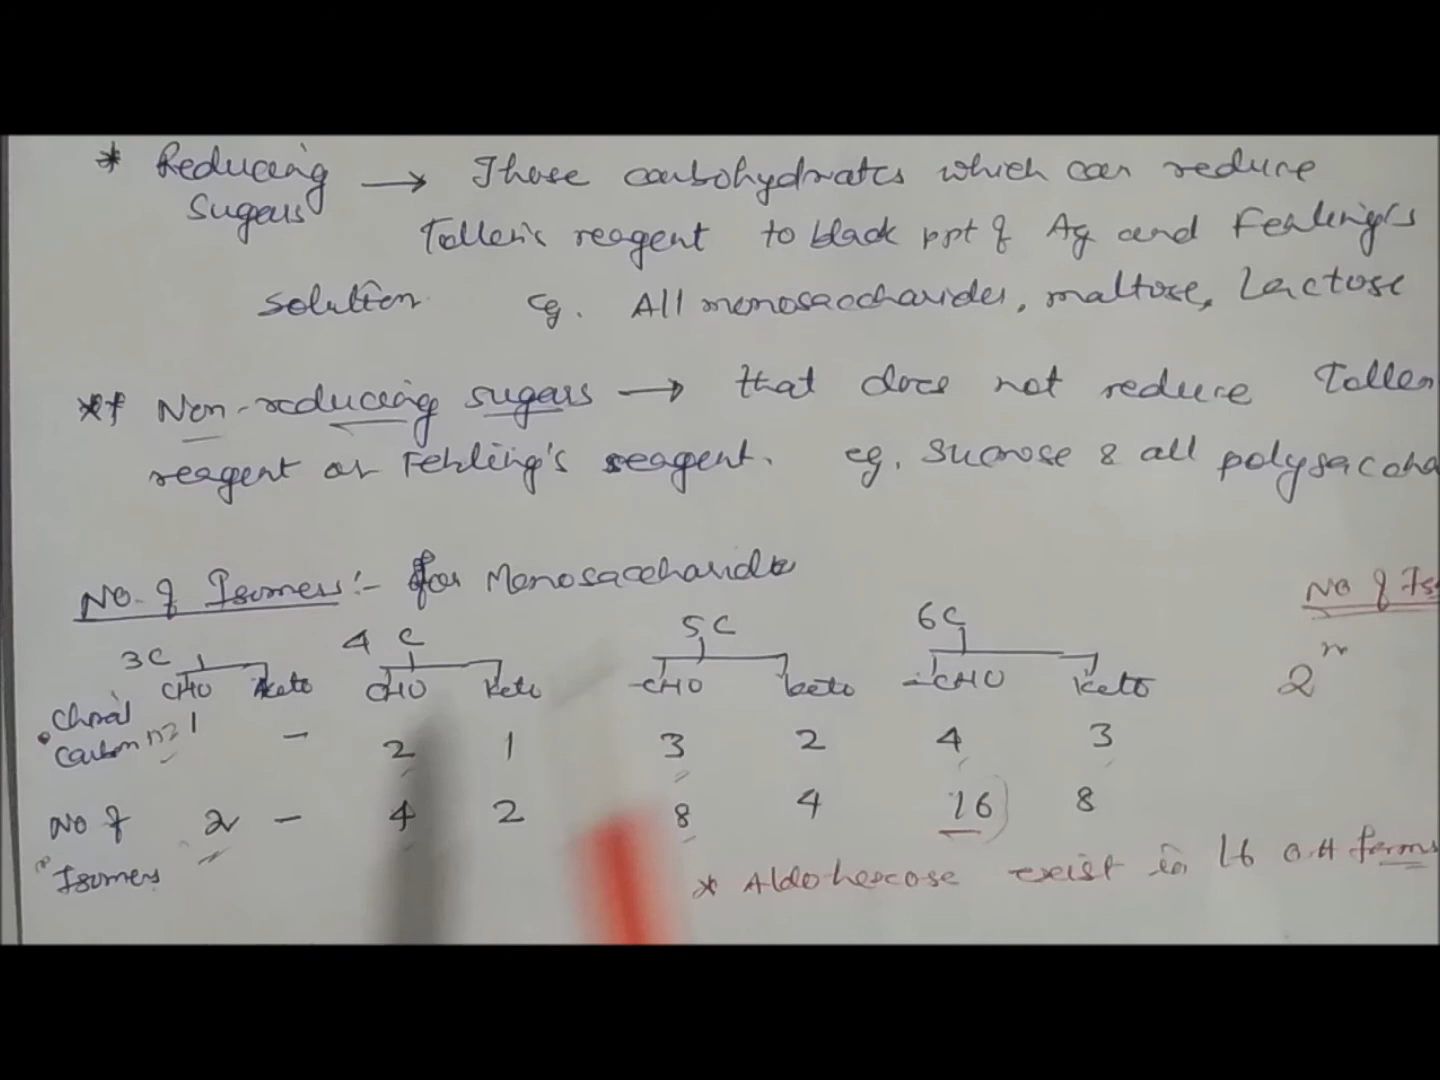 * Reducing → Those carbohydrates which can reduce
Sugars
Tollen's reagent to black ppt of Ag and Fehling's
solution eg. All monosaccharides, maltose, Lactose
** Non-reducing sugars → that does not reduce Tollen
reagent or Fehling's reagent. eg. Sucrose & all polysaccha
No. of Isomers:- for Monosaccharide
No of Is
3C 4 C 5 C 6C
CHO Keto CHO Keto -CHO keto -CHO Keto
2ⁿ
Chiral
Carbon n= 1 - 2 1 3 2 4 3
No of 2 - 4 2 8 4 16 8
Isomers
* Aldohexose exist in 16 O.A forms